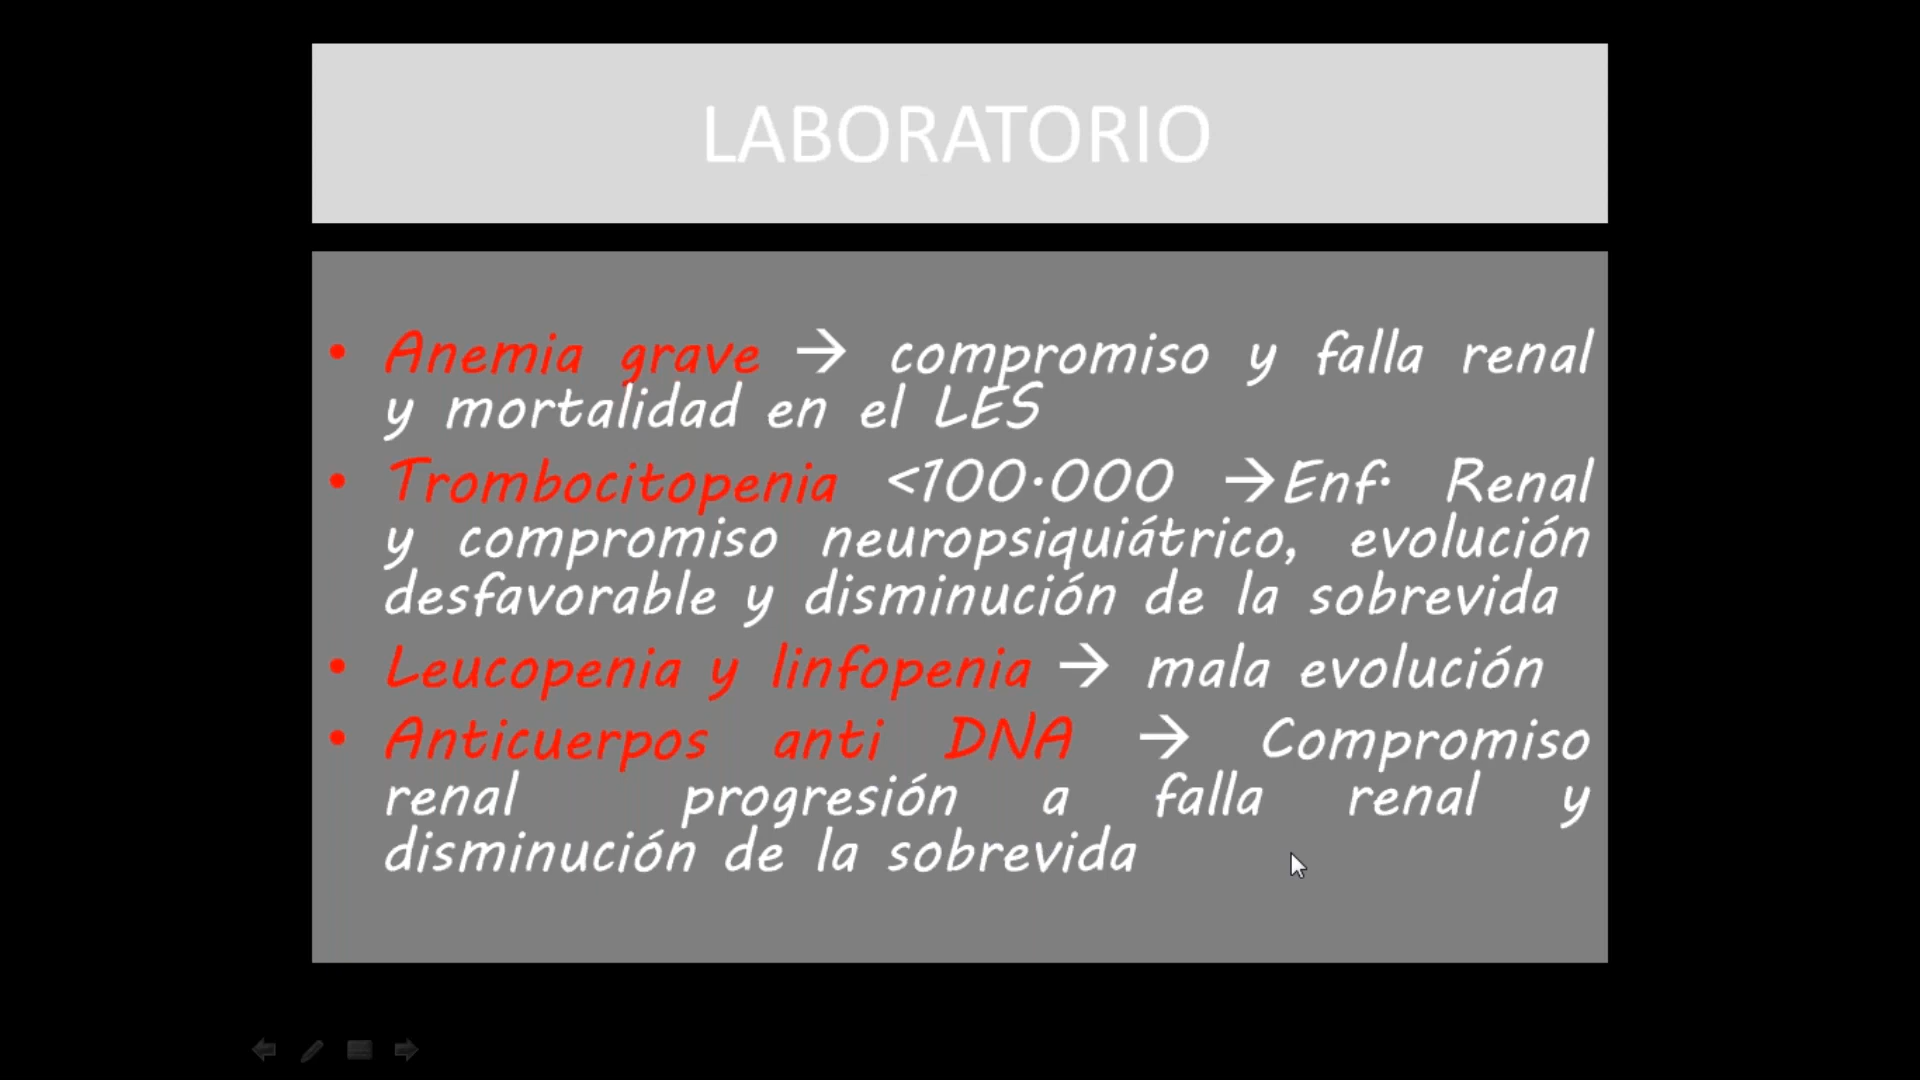 LABORATORIO
• Anemia grave → compromiso y falla renal
y mortalidad en el LES
• Trombocitopenia <100.000 →Enf. Renal
y compromiso neuropsiquiátrico, evolución
desfavorable y disminución de la sobrevida
• Leucopenia y linfopenia → mala evolución
• Anticuerpos anti DNA → Compromiso
renal progresión a falla renal y
disminución de la sobrevida